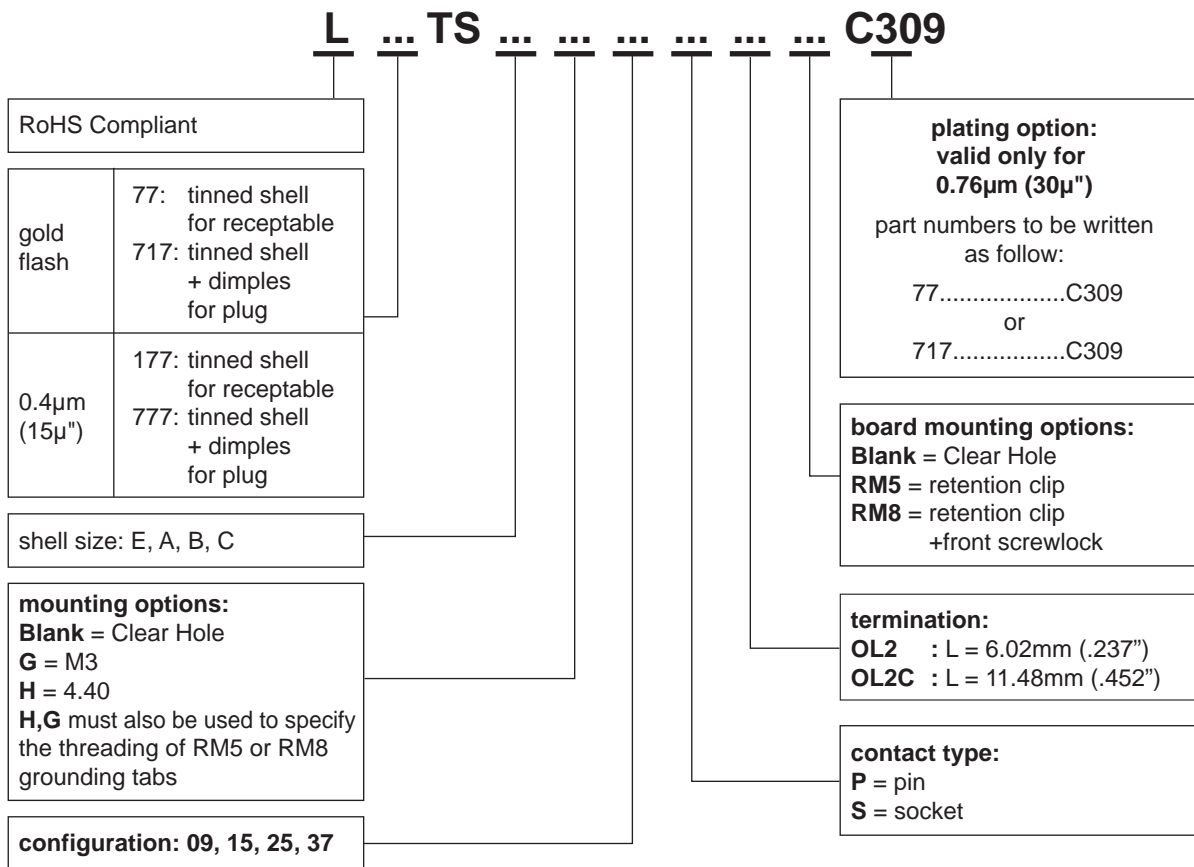 L ... TS ... ... ... ... ... ... C309
RoHS Compliant
gold
flash
77: tinned shell
for receptable
717: tinned shell
+ dimples
for plug
0.4µm
(15µ")
177: tinned shell
for receptable
777: tinned shell
+ dimples
for plug
shell size: E, A, B, C
mounting options:
Blank = Clear Hole
G = M3
H = 4.40
H,G must also be used to specify
the threading of RM5 or RM8
grounding tabs
configuration: 09, 15, 25, 37
plating option:
valid only for
0.76µm (30µ")
part numbers to be written
as follow:
77...................C309
or
717.................C309
board mounting options:
Blank = Clear Hole
RM5 = retention clip
RM8 = retention clip
+front screwlock
termination:
OL2 : L = 6.02mm (.237”)
OL2C : L = 11.48mm (.452”)
contact type:
P = pin
S = socket